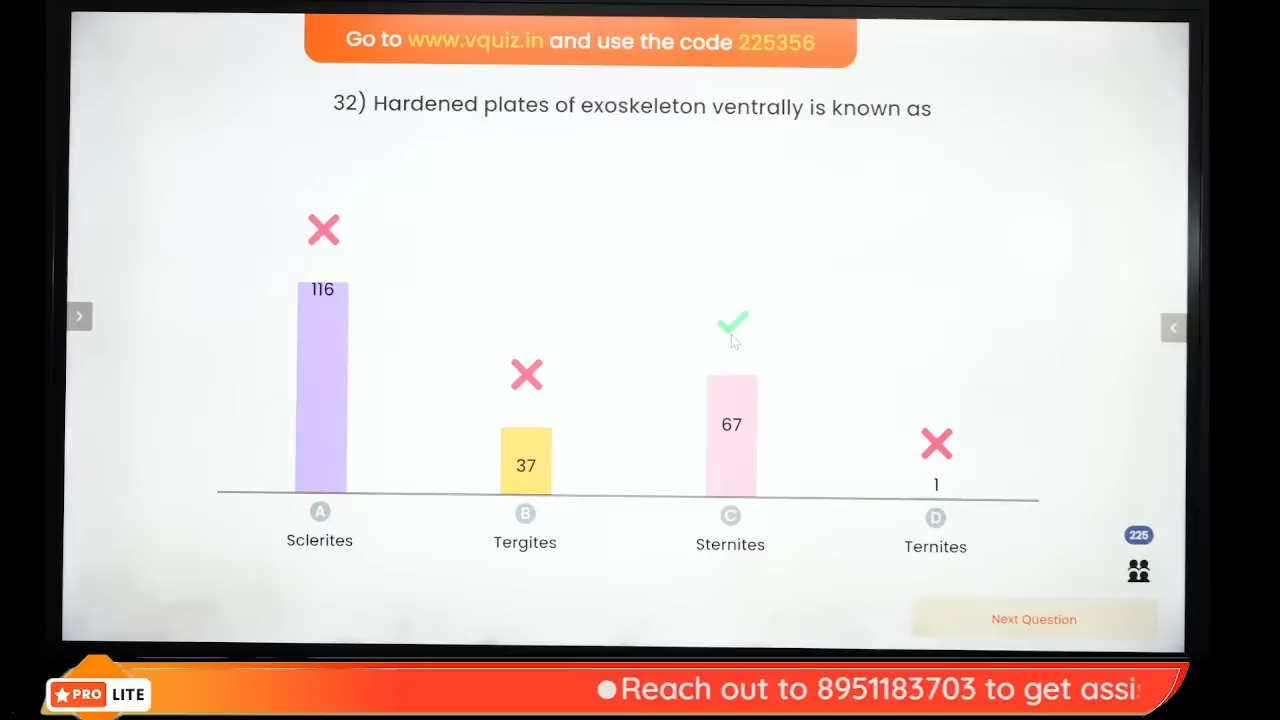 Go to www.vquiz.in and use the code 225356
32) Hardened plates of exoskeleton ventrally is known as
116
37
67
1
A
B
C
D
Sclerites
Tergites
Sternites
Ternites
225
Next Question
PRO LITE
Reach out to 8951183703 to get assi